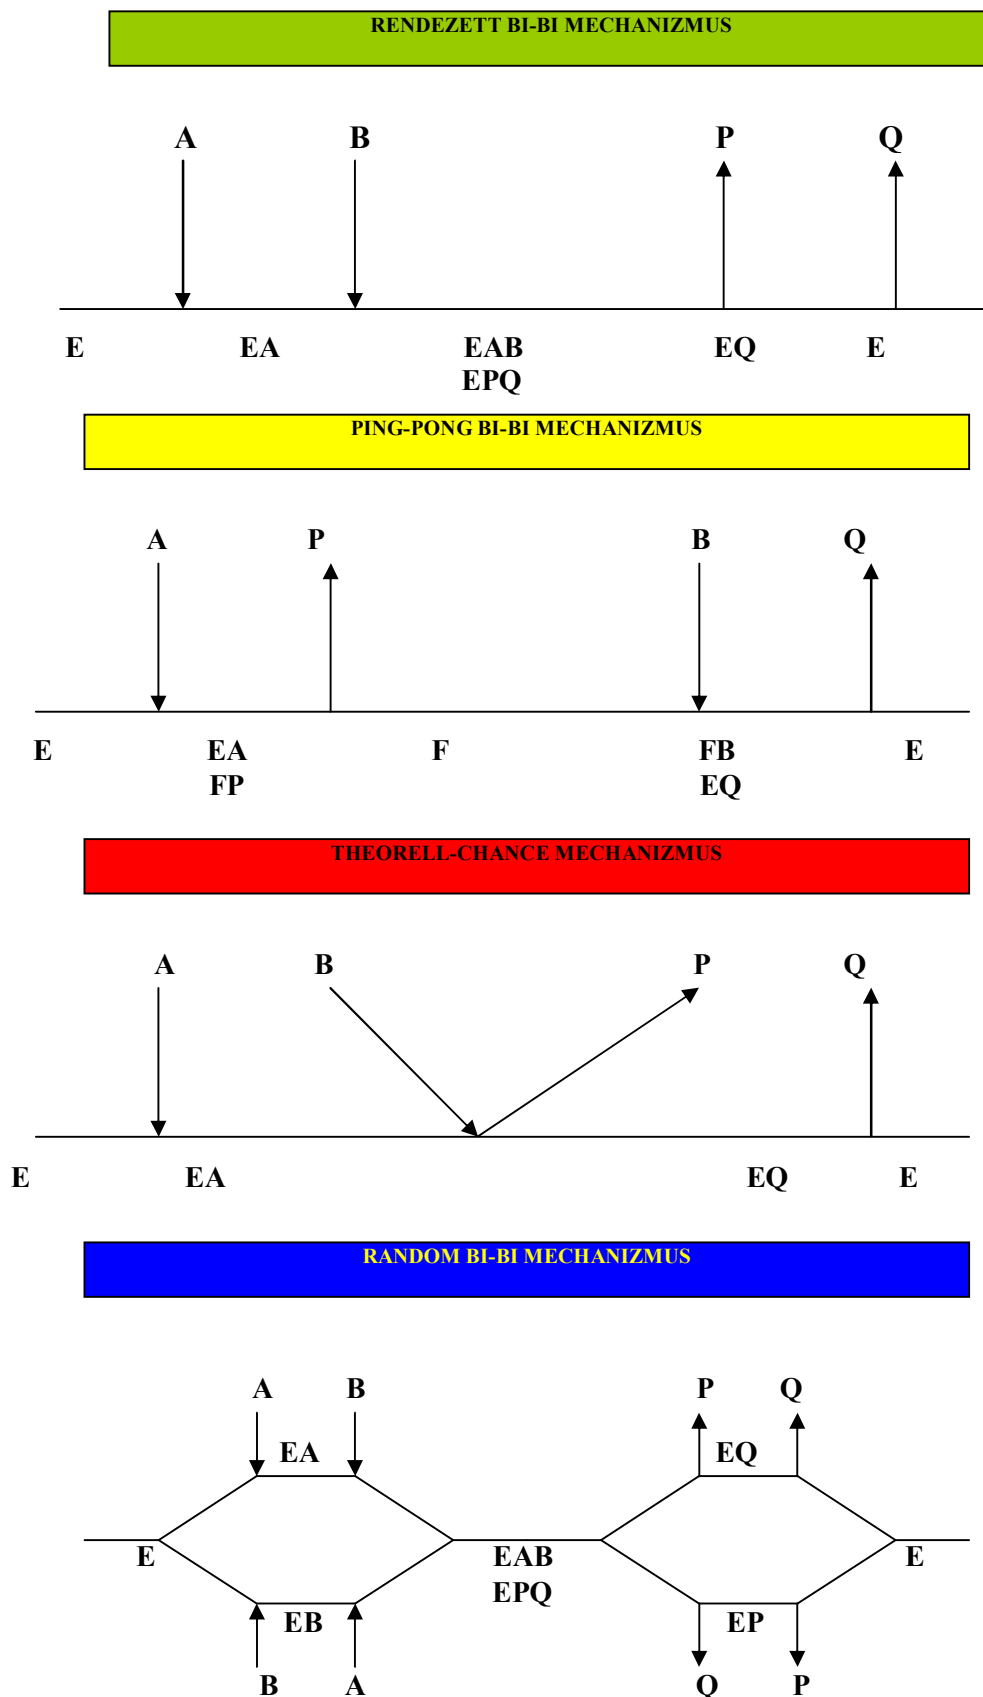 RENDEZETT BI-BI MECHANIZMUS
A B P Q
E EA EAB EQ E
EPQ
PING-PONG BI-BI MECHANIZMUS
A P B Q
E EA F FB E
FP EQ
THEORELL-CHANCE MECHANIZMUS
A B P Q
E EA EQ E
RANDOM BI-BI MECHANIZMUS
A B P Q
EA EQ
E EAB E
EPQ
EB EP
B A Q P